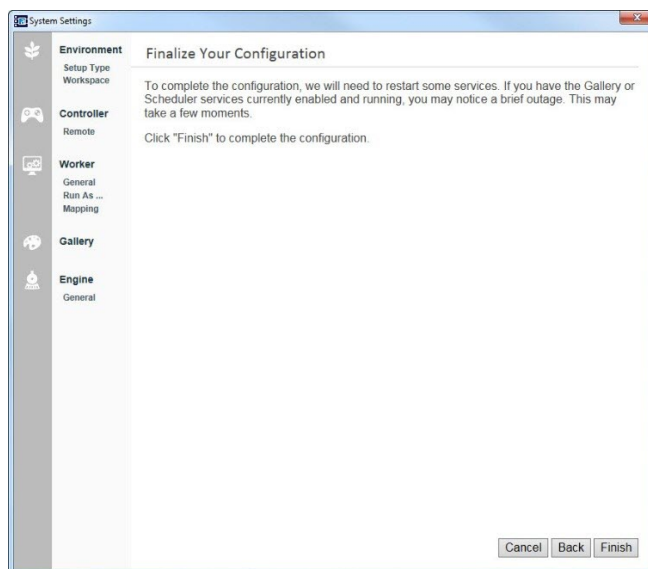 System Settings
Environment
Setup Type
Workspace
Controller
Remote
Worker
General
Run As ...
Mapping
Gallery
Engine
General
Finalize Your Configuration
To complete the configuration, we will need to restart some services. If you have the Gallery or
Scheduler services currently enabled and running, you may notice a brief outage. This may
take a few moments.
Click "Finish" to complete the configuration.
Cancel
Back
Finish